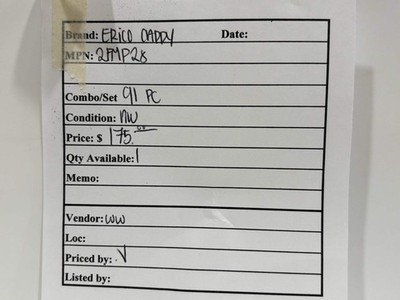 Brand: ERICO CADDY Date:
MPN: 2FMP28
Combo/Set 91 PC
Condition: NW
Price: $ 175.00
Qty Available: 1
Memo:
Vendor: WW
Loc:
Priced by: V
Listed by: